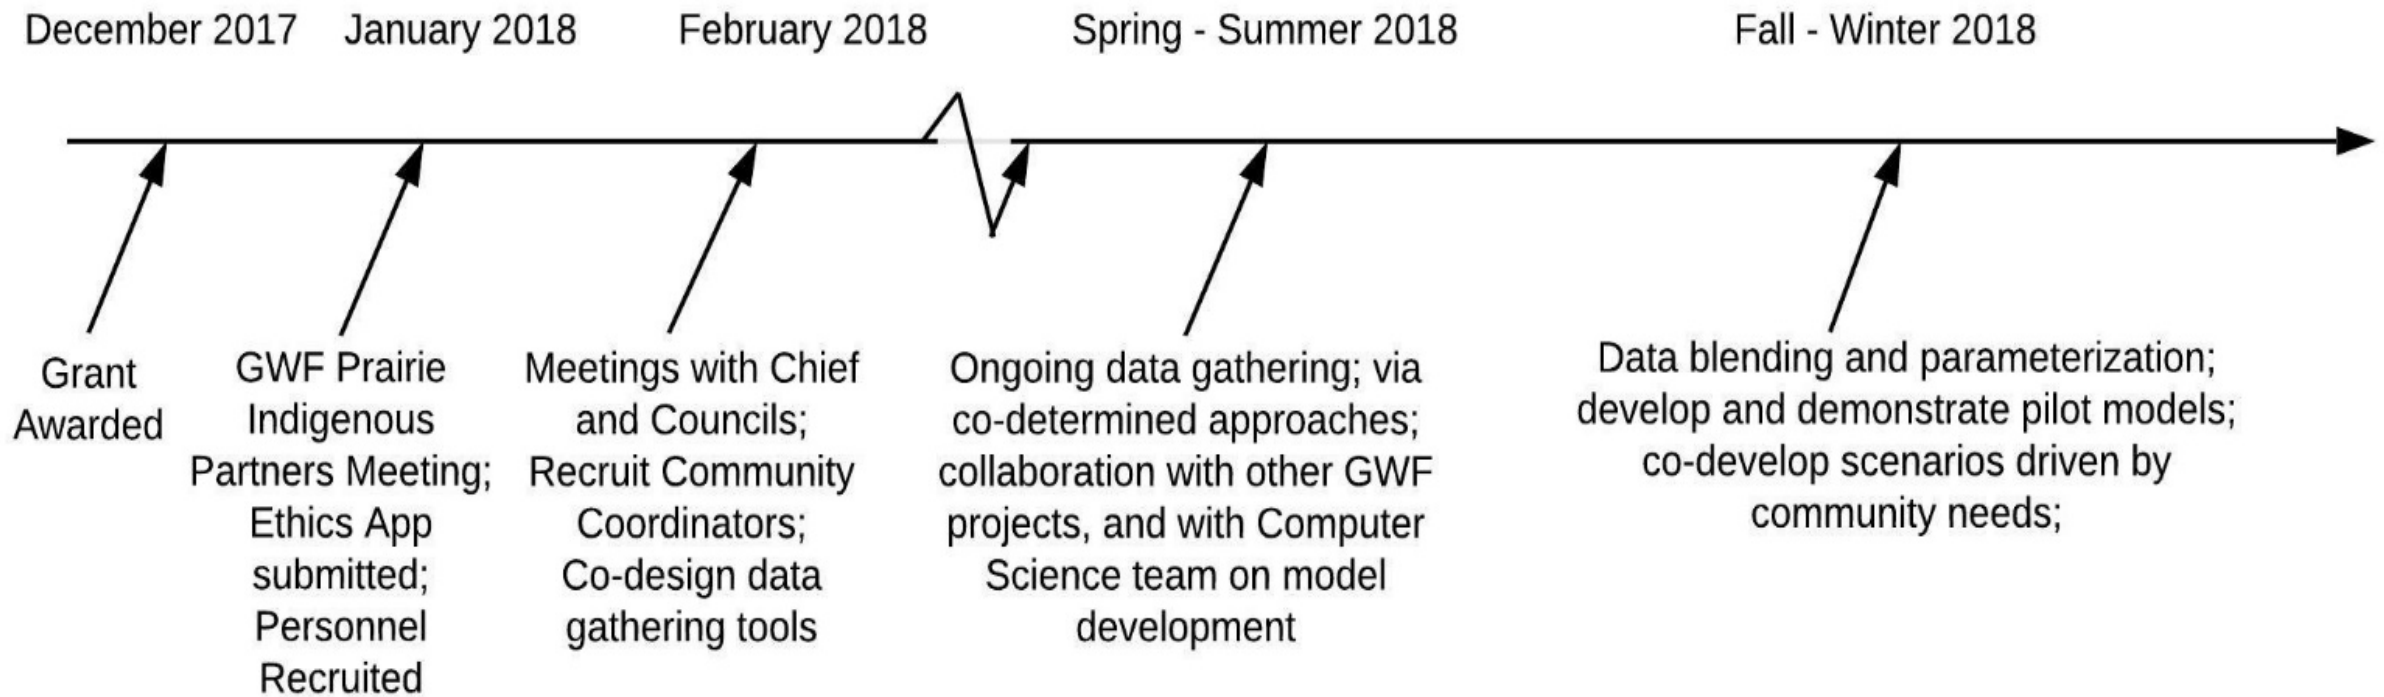 December 2017
January 2018
February 2018
Spring - Summer 2018
Fall - Winter 2018
Grant
Awarded
GWF Prairie
Indigenous
Partners Meeting;
Ethics App
submitted;
Personnel
Recruited
Meetings with Chief
and Councils;
Recruit Community
Coordinators;
Co-design data
gathering tools
Ongoing data gathering; via
co-determined approaches;
collaboration with other GWF
projects, and with Computer
Science team on model
development
Data blending and parameterization;
develop and demonstrate pilot models;
co-develop scenarios driven by
community needs;